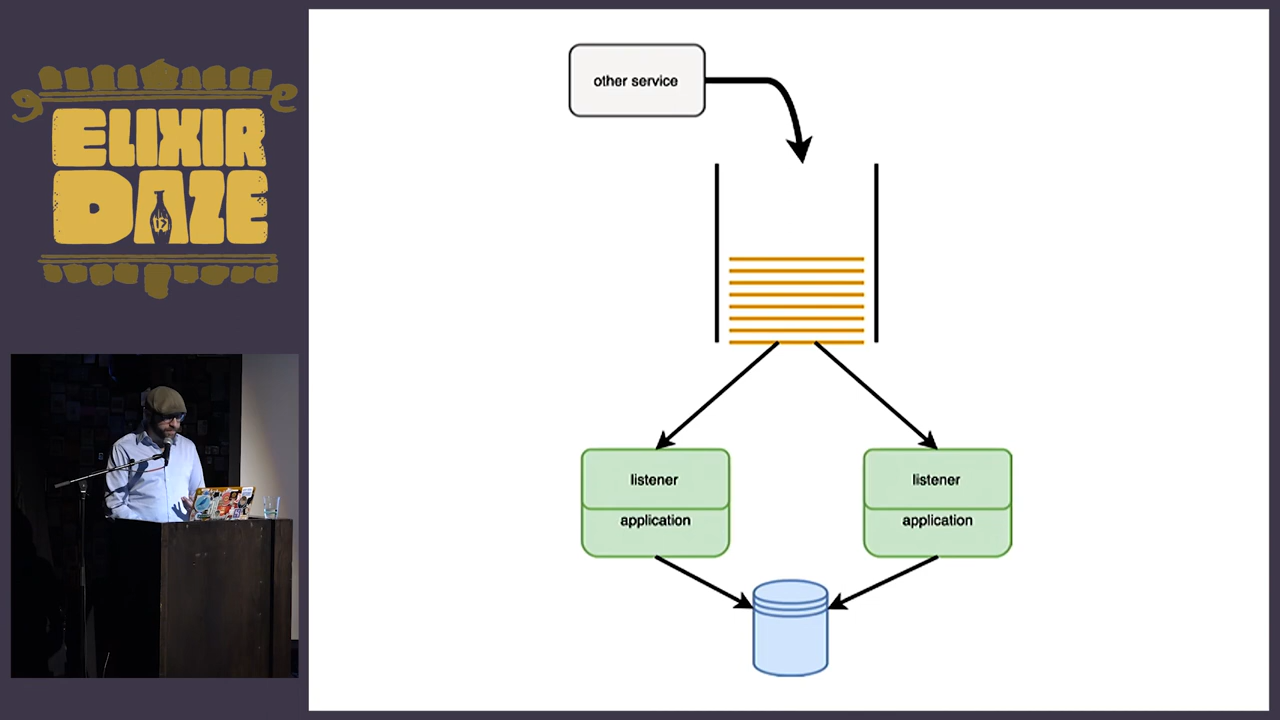 ELIXIR
DAZE
other service
listener
application
listener
application